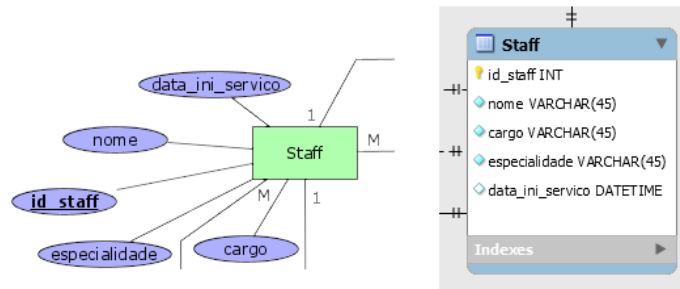 data_ini_servico
1
nome
M
Staff
id_staff
M
1
especialidade
cargo
Staff
id_staff INT
nome VARCHAR(45)
cargo VARCHAR(45)
especialidade VARCHAR(45)
data_ini_servico DATETIME
Indexes